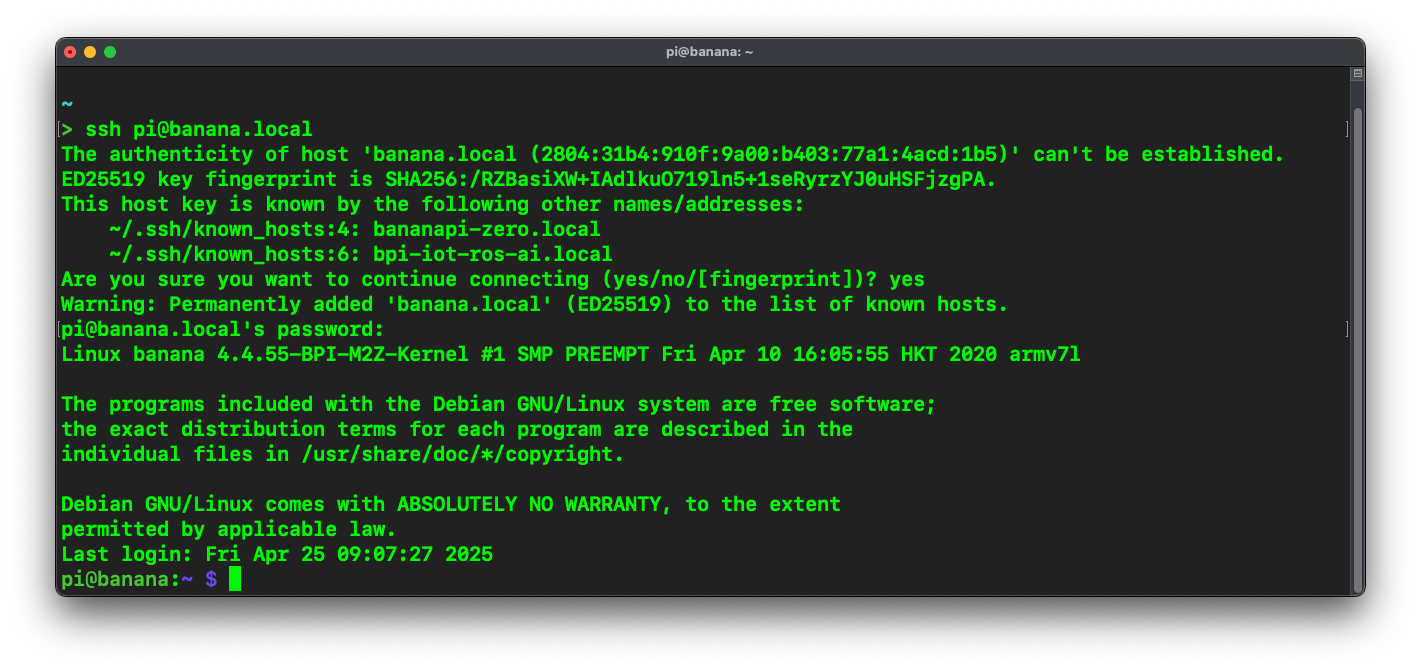 pi@banana: ~
~
> ssh pi@banana.local
The authenticity of host 'banana.local (2804:31b4:910f:9a00:b403:77a1:4acd:1b5)' can't be established.
ED25519 key fingerprint is SHA256:/RZBasiXW+IAdlkuO719ln5+1seRyrzYJ0uHSFjzgPA.
This host key is known by the following other names/addresses:
    ~/.ssh/known_hosts:4: bananapi-zero.local
    ~/.ssh/known_hosts:6: bpi-iot-ros-ai.local
Are you sure you want to continue connecting (yes/no/[fingerprint])? yes
Warning: Permanently added 'banana.local' (ED25519) to the list of known hosts.
pi@banana.local's password:
Linux banana 4.4.55-BPI-M2Z-Kernel #1 SMP PREEMPT Fri Apr 10 16:05:55 HKT 2020 armv7l

The programs included with the Debian GNU/Linux system are free software;
the exact distribution terms for each program are described in the
individual files in /usr/share/doc/*/copyright.

Debian GNU/Linux comes with ABSOLUTELY NO WARRANTY, to the extent
permitted by applicable law.
Last login: Fri Apr 25 09:07:27 2025
pi@banana:~ $